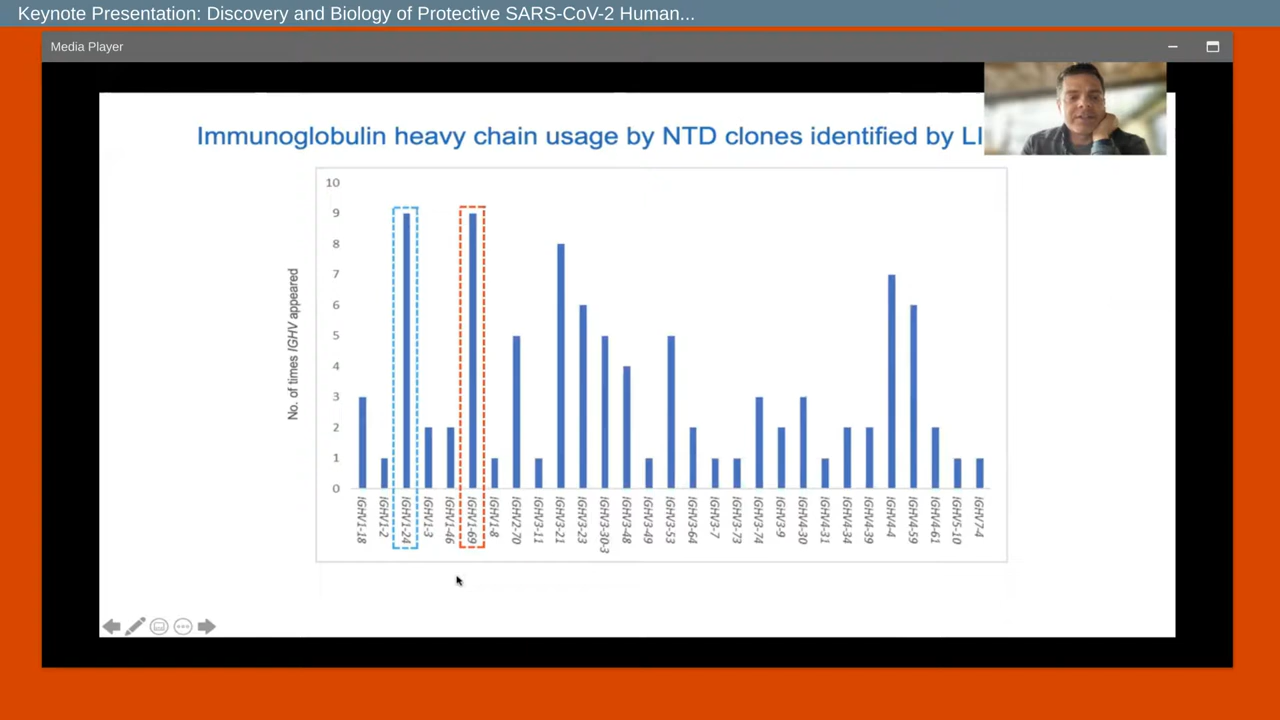 Keynote Presentation: Discovery and Biology of Protective SARS-CoV-2 Human...
Media Player
Immunoglobulin heavy chain usage by NTD clones identified by LI
10
9
8
7
6
5
4
3
2
1
0
No. of times IGHV appeared
IGHV1-18
IGHV1-2
IGHV1-24
IGHV1-3
IGHV1-46
IGHV1-69
IGHV1-8
IGHV2-70
IGHV3-11
IGHV3-21
IGHV3-23
IGHV3-30-3
IGHV3-48
IGHV3-49
IGHV3-53
IGHV3-64
IGHV3-7
IGHV3-73
IGHV3-74
IGHV3-9
IGHV4-30
IGHV4-31
IGHV4-34
IGHV4-39
IGHV4-4
IGHV4-59
IGHV4-61
IGHV5-10
IGHV7-4